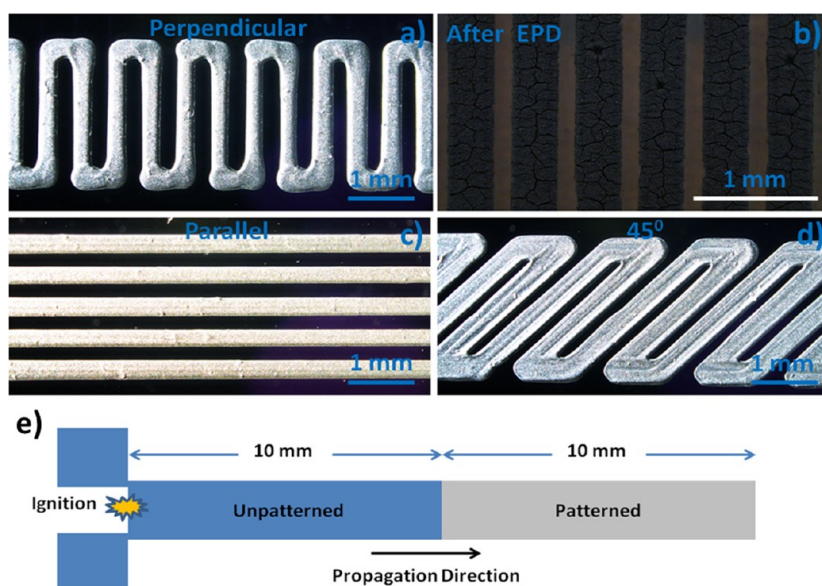 Perpendicular
a)
1 mm
After EPD
b)
1 mm
Parallel
c)
1 mm
45⁰
d)
1 mm
e)
10 mm
10 mm
Ignition
Unpatterned
Patterned
Propagation Direction